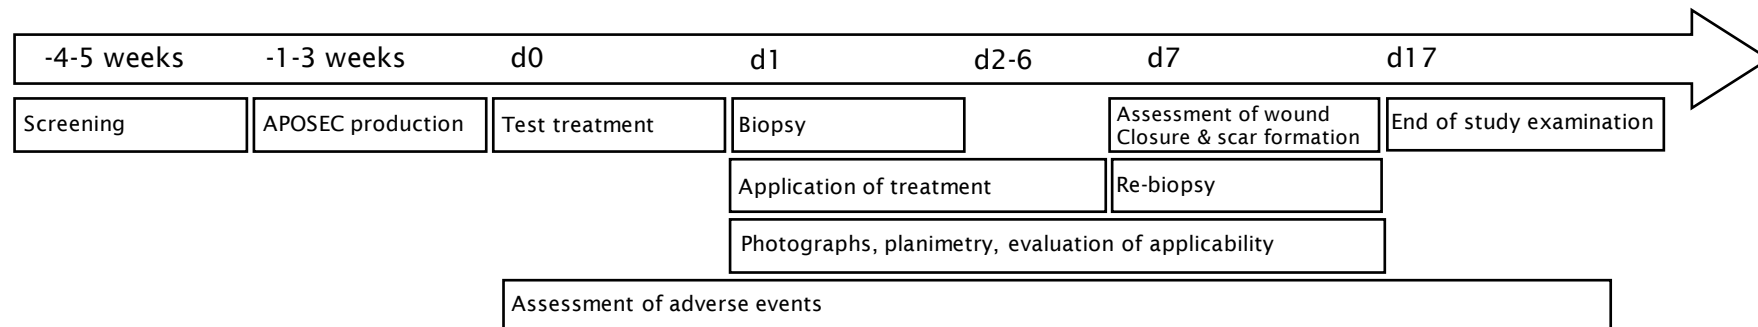 -4-5 weeks -1-3 weeks d0 d1 d2-6 d7 d17
Screening
APOSEC production
Test treatment
Biopsy
Assessment of wound
Closure & scar formation
End of study examination
Application of treatment
Re-biopsy
Photographs, planimetry, evaluation of applicability
Assessment of adverse events